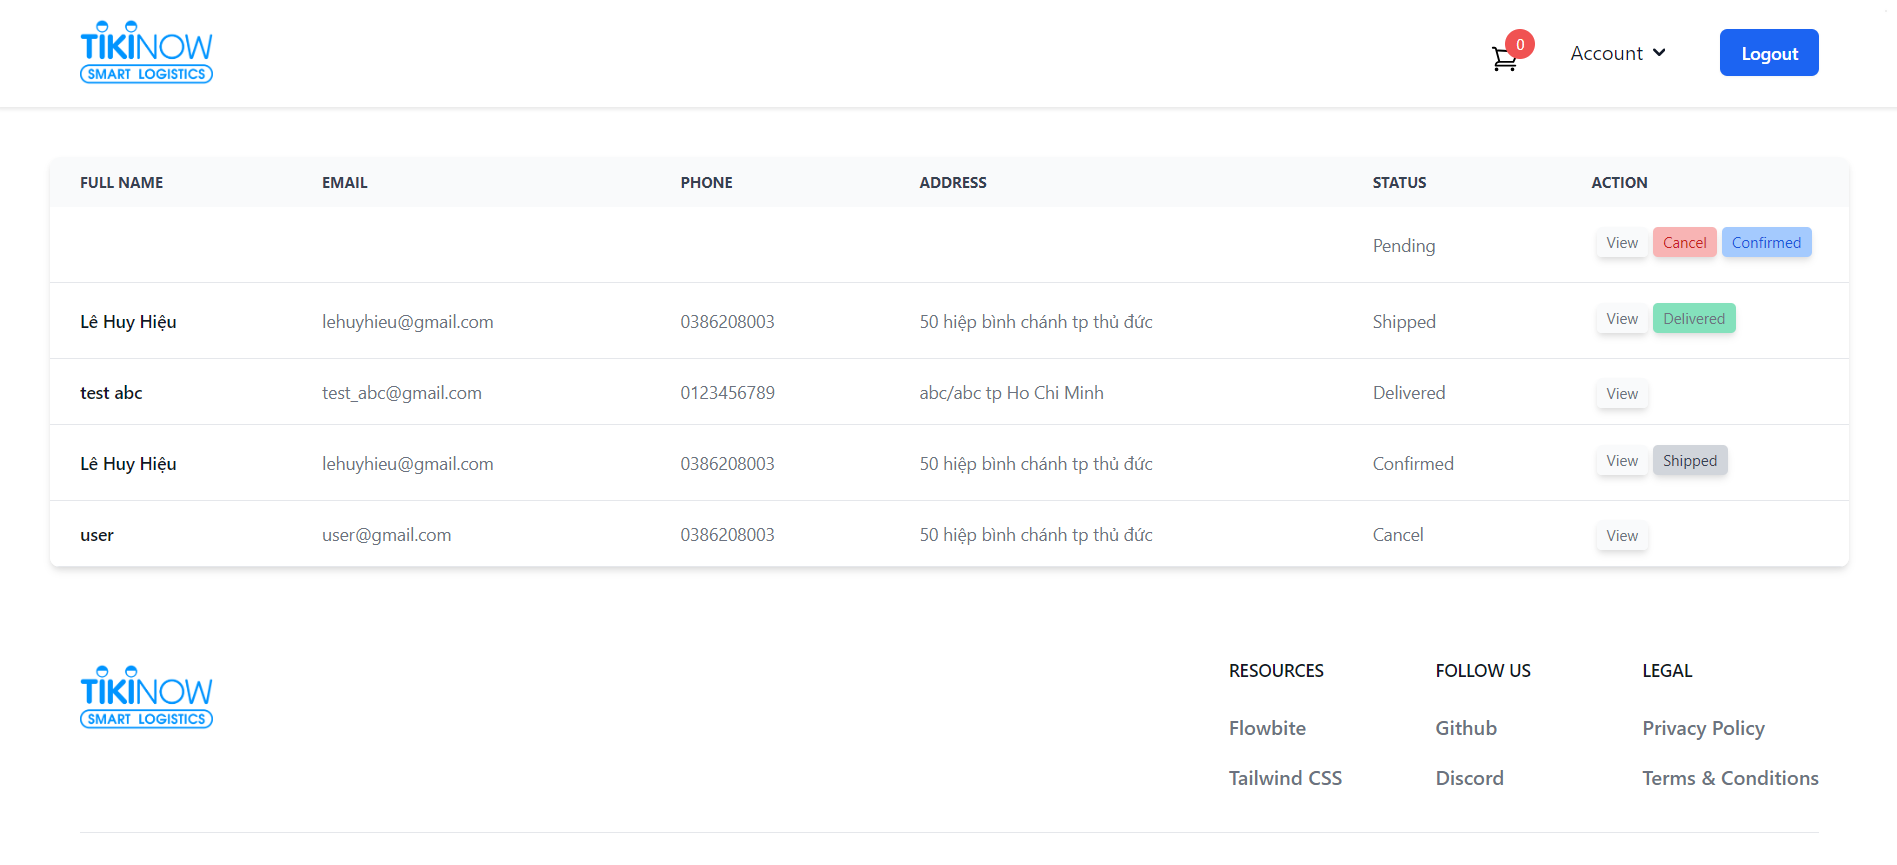 TIKINOW
SMART LOGISTICS
0
Account
Logout
FULL NAME EMAIL PHONE ADDRESS STATUS ACTION
Pending View Cancel Confirmed
Lê Huy Hiệu lehuyhieu@gmail.com 0386208003 50 hiệp bình chánh tp thủ đức Shipped View Delivered
test abc test_abc@gmail.com 0123456789 abc/abc tp Ho Chi Minh Delivered View
Lê Huy Hiệu lehuyhieu@gmail.com 0386208003 50 hiệp bình chánh tp thủ đức Confirmed View Shipped
user user@gmail.com 0386208003 50 hiệp bình chánh tp thủ đức Cancel View
TIKINOW
SMART LOGISTICS
RESOURCES FOLLOW US LEGAL
Flowbite Github Privacy Policy
Tailwind CSS Discord Terms & Conditions